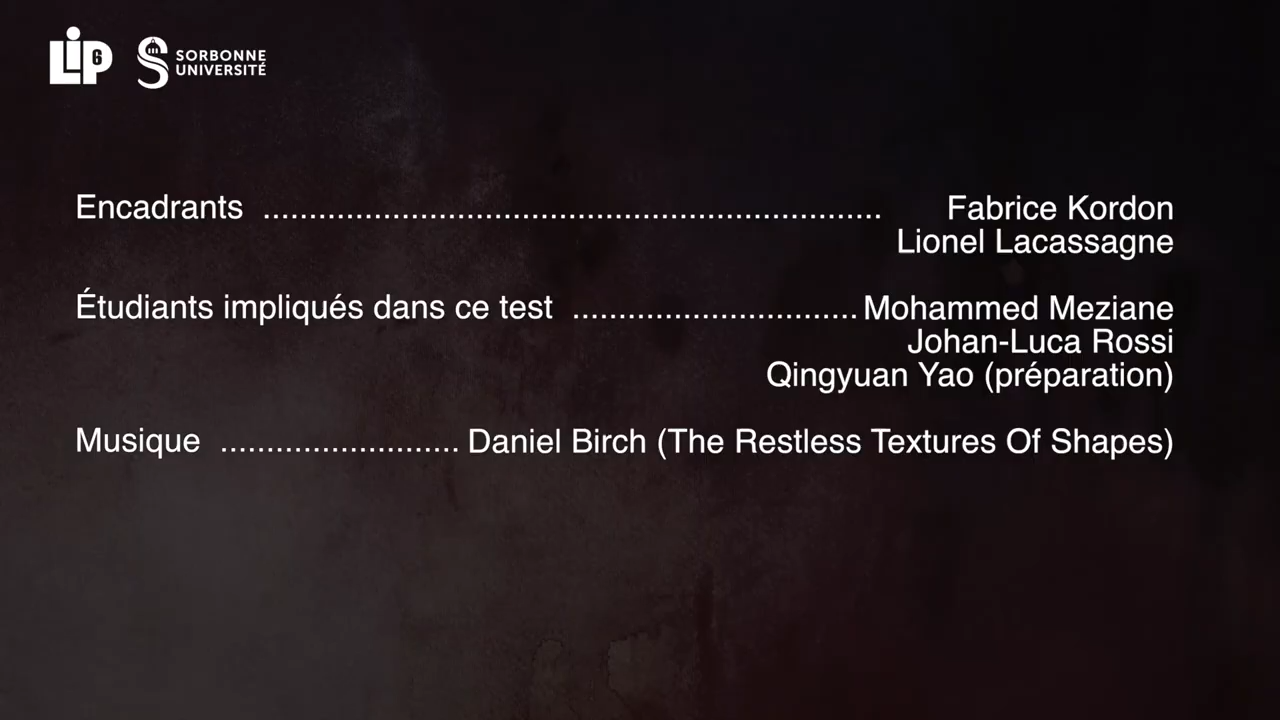 LIP6
SORBONNE
UNIVERSITÉ
Encadrants ................................................................... Fabrice Kordon
Lionel Lacassagne
Étudiants impliqués dans ce test ............................... Mohammed Meziane
Johan-Luca Rossi
Qingyuan Yao (préparation)
Musique .......................... Daniel Birch (The Restless Textures Of Shapes)